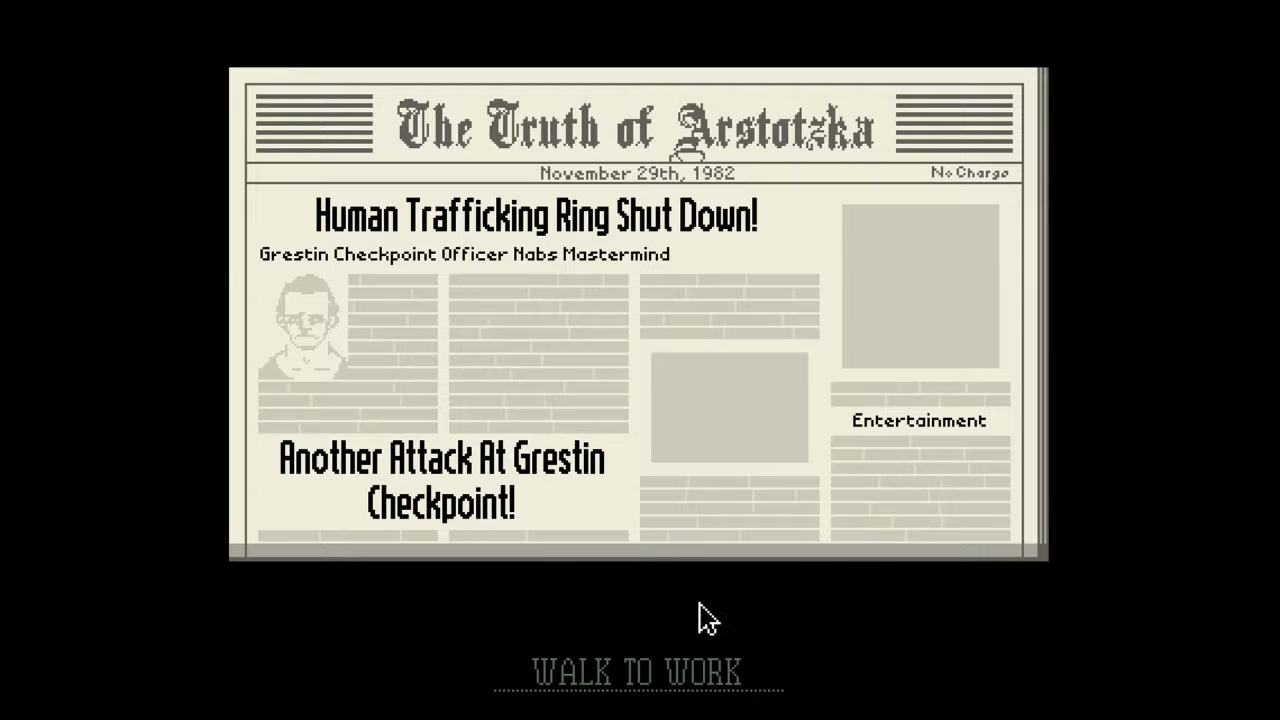 The Truth of Arstotzka
November 29th, 1982
No Charge
Human Trafficking Ring Shut Down!
Grestin Checkpoint Officer Nabs Mastermind
Another Attack At Grestin
Checkpoint!
Entertainment
WALK TO WORK